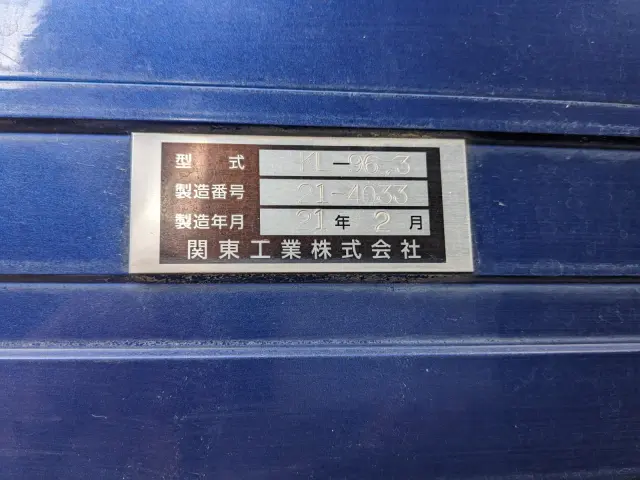 型式 ML-96.3
製造番号 21-4033
製造年月 21年2月
関東工業株式会社